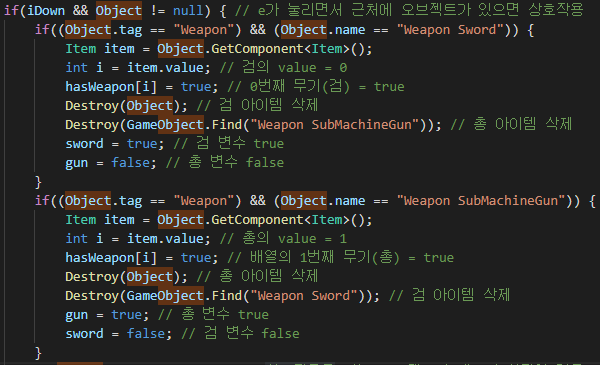 if(iDown && Object != null) { // e가 눌리면서 근처에 오브젝트가 있으면 상호작용
if((Object.tag == "Weapon") && (Object.name == "Weapon Sword")) {
Item item = Object.GetComponent<Item>();
int i = item.value; // 검의 value = 0
hasWeapon[i] = true; // 0번째 무기(검) = true
Destroy(Object); // 검 아이템 삭제
Destroy(GameObject.Find("Weapon SubMachineGun")); // 총 아이템 삭제
sword = true; // 검 변수 true
gun = false; // 총 변수 false
}
if((Object.tag == "Weapon") && (Object.name == "Weapon SubMachineGun")) {
Item item = Object.GetComponent<Item>();
int i = item.value; // 총의 value = 1
hasWeapon[i] = true; // 배열의 1번째 무기(총) = true
Destroy(Object); // 총 아이템 삭제
Destroy(GameObject.Find("Weapon Sword")); // 검 아이템 삭제
gun = true; // 총 변수 true
sword = false; // 검 변수 false
}